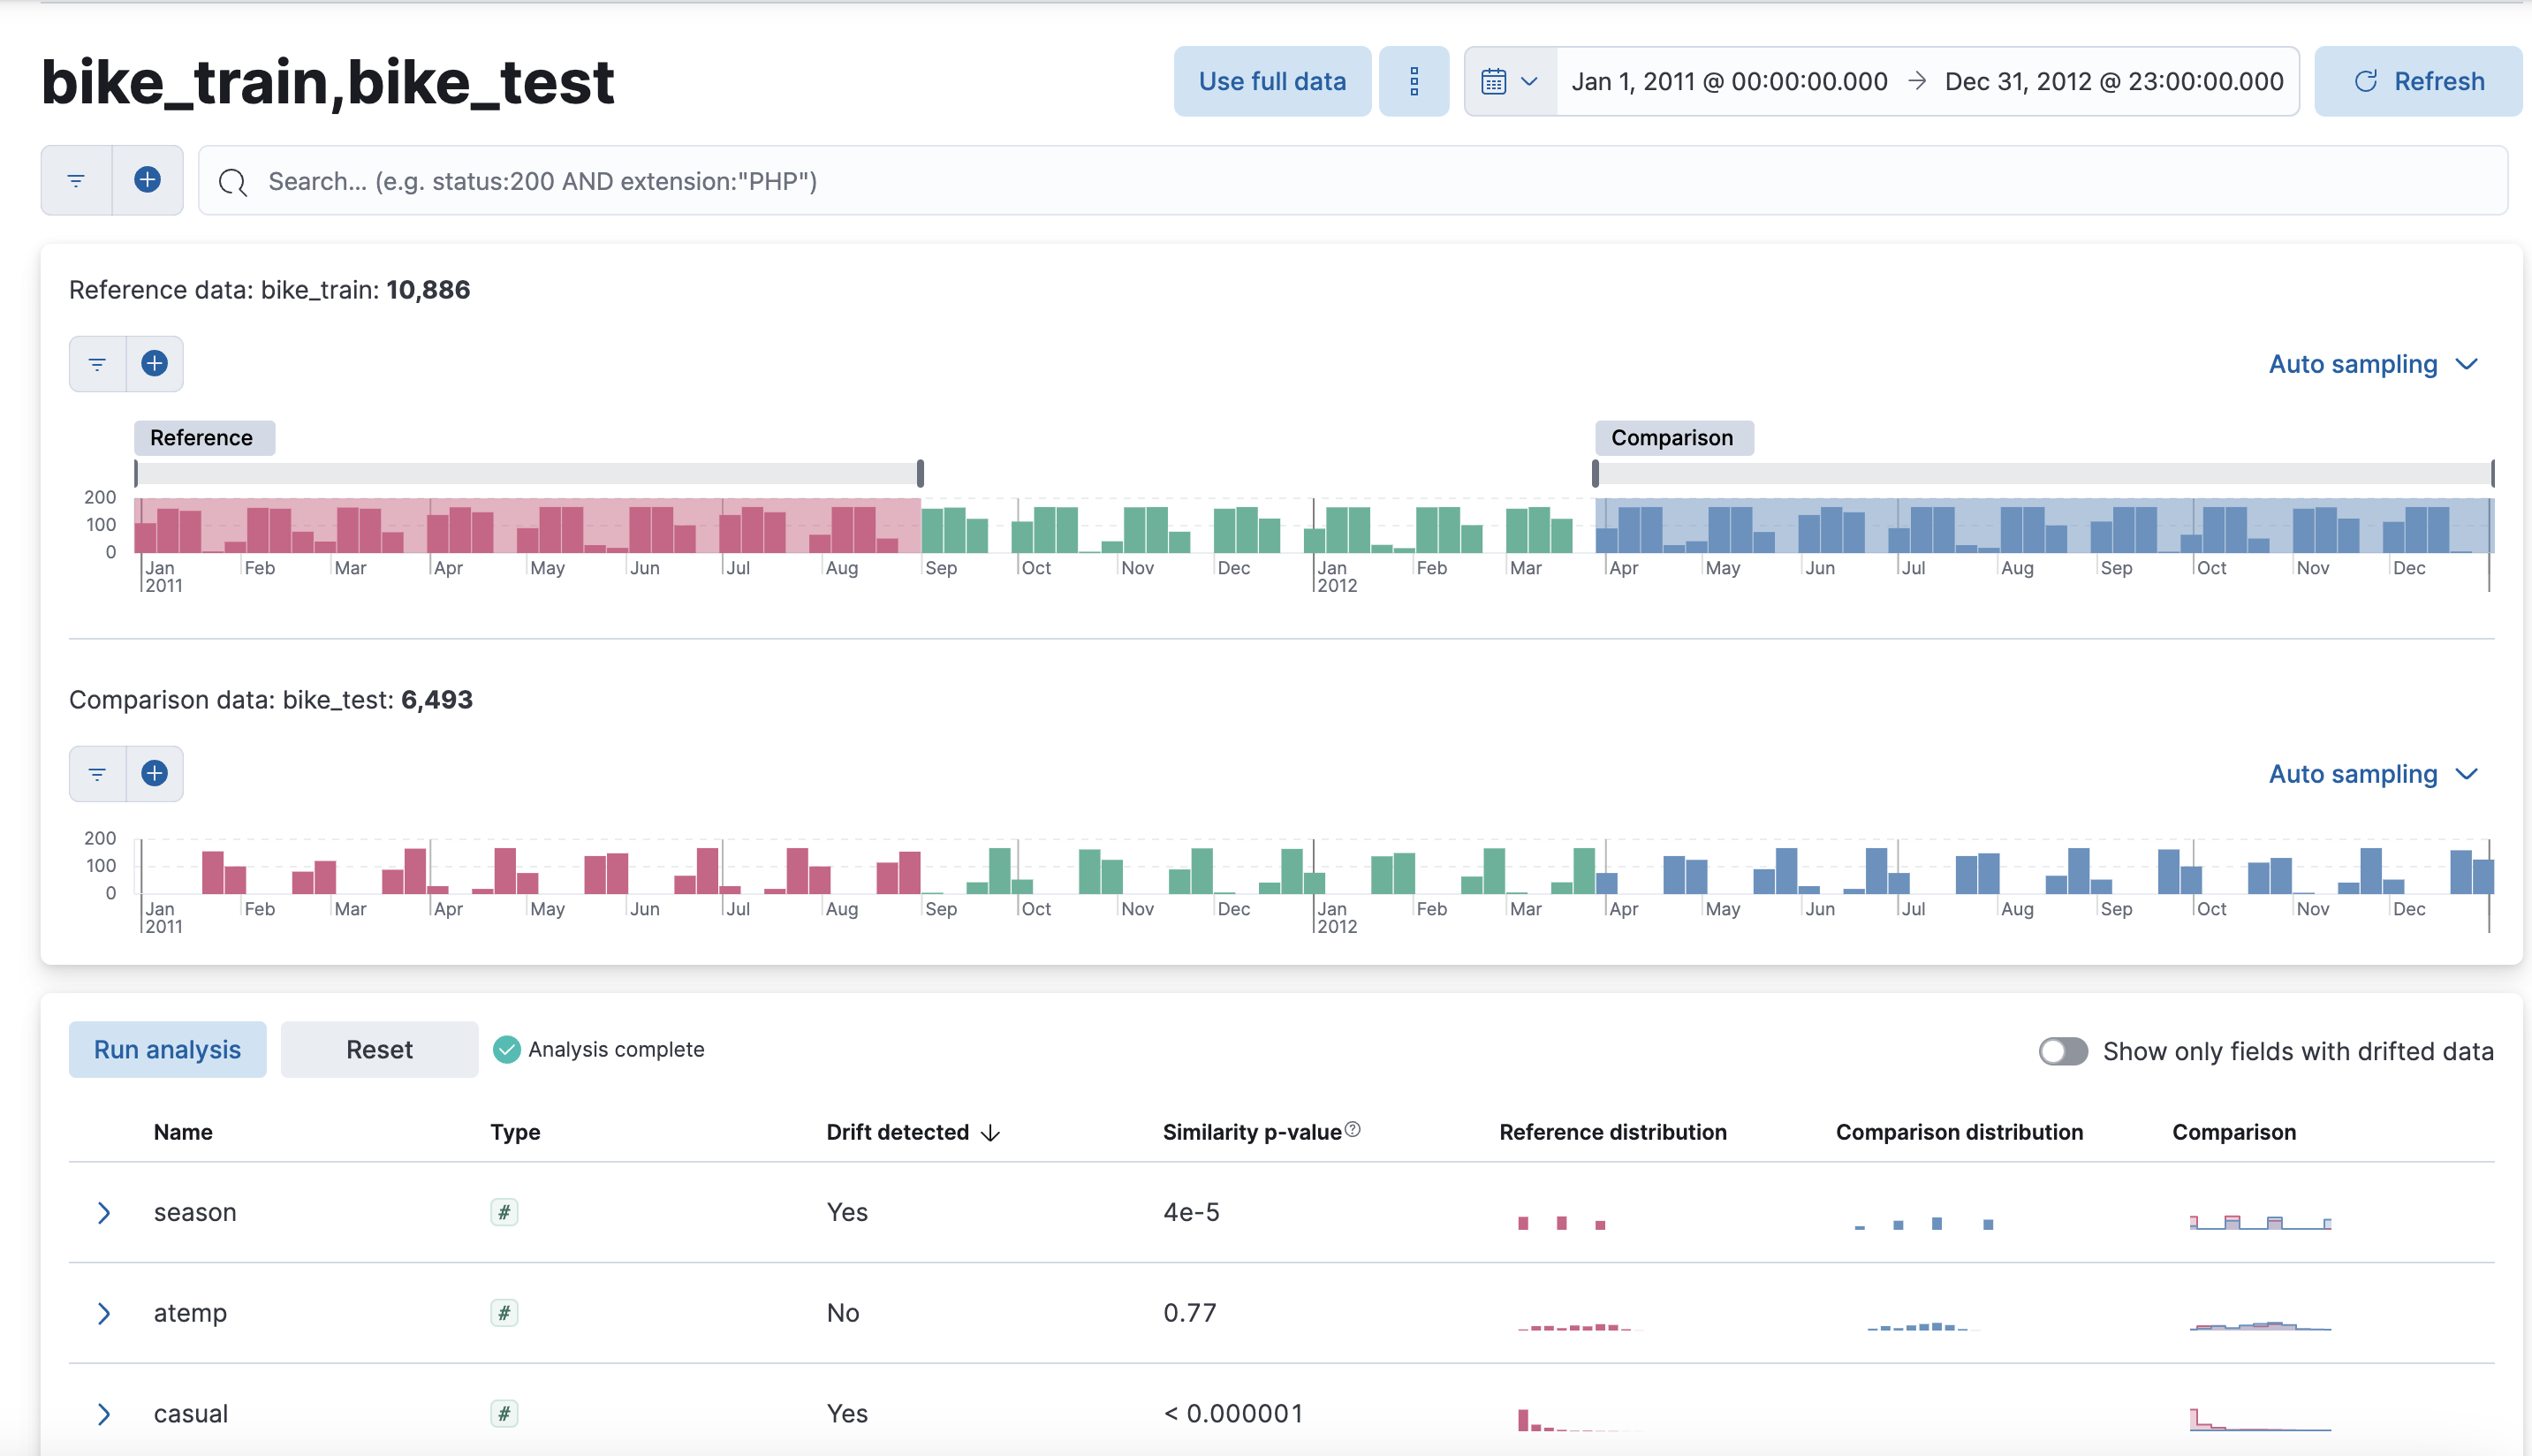 bike_train,bike_test
Use full data
Jan 1, 2011 @ 00:00:00.000 → Dec 31, 2012 @ 23:00:00.000
Refresh
Search... (e.g. status:200 AND extension:"PHP")
Reference data: bike_train: 10,886
Auto sampling
Reference
Comparison
200
100
0
Jan Feb Mar Apr May Jun Jul Aug Sep Oct Nov Dec Jan Feb Mar Apr May Jun Jul Aug Sep Oct Nov Dec
2011 2012
Comparison data: bike_test: 6,493
Auto sampling
200
100
0
Jan Feb Mar Apr May Jun Jul Aug Sep Oct Nov Dec Jan Feb Mar Apr May Jun Jul Aug Sep Oct Nov Dec
2011 2012
Run analysis Reset Analysis complete Show only fields with drifted data
Name Type Drift detected ↓ Similarity p-value Reference distribution Comparison distribution Comparison
season # Yes 4e-5
atemp # No 0.77
casual # Yes < 0.000001